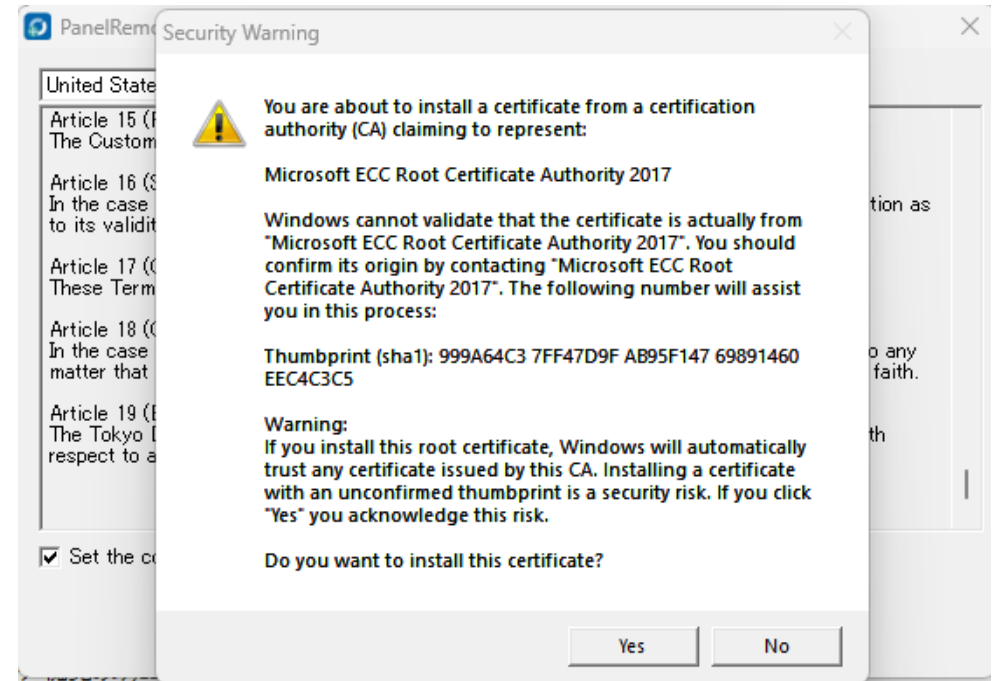 PanelRemo
Security Warning
United State
Article 15 (
The Custom
Article 16 (S
In the case
tion as
to its validit
Article 17 (
These Term
Article 18 (
In the case
o any
matter that
faith.
Article 19 (
The Tokyo
th
respect to a
Set the co
You are about to install a certificate from a certification
authority (CA) claiming to represent:
Microsoft ECC Root Certificate Authority 2017
Windows cannot validate that the certificate is actually from
"Microsoft ECC Root Certificate Authority 2017". You should
confirm its origin by contacting "Microsoft ECC Root
Certificate Authority 2017". The following number will assist
you in this process:
Thumbprint (sha1): 999A64C3 7FF47D9F AB95F147 69891460
EEC4C3C5
Warning:
If you install this root certificate, Windows will automatically
trust any certificate issued by this CA. Installing a certificate
with an unconfirmed thumbprint is a security risk. If you click
"Yes" you acknowledge this risk.
Do you want to install this certificate?
Yes
No